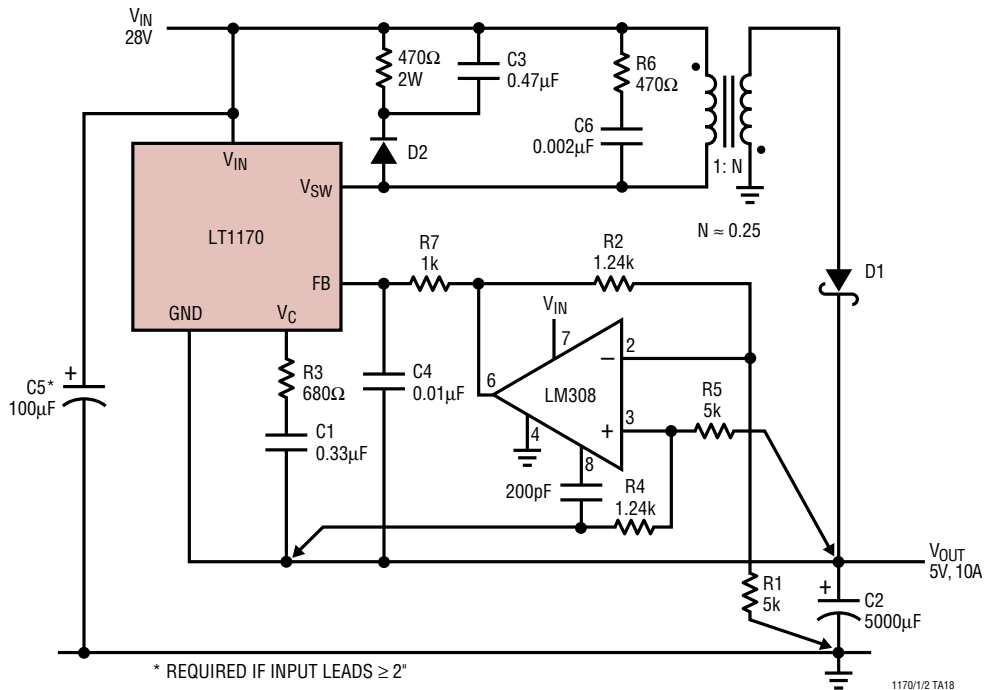 VIN
28V
470Ω
2W
C3
0.47µF
R6
470Ω
C6
0.002µF
D2
1: N
N ≈ 0.25
VIN
VSW
LT1170
FB
GND
VC
R7
1k
R2
1.24k
D1
VIN
7
2
–
6
LM308
3
+
4
8
R5
5k
C5*
100µF
+
R3
680Ω
C4
0.01µF
C1
0.33µF
200pF
R4
1.24k
VOUT
5V, 10A
R1
5k
+
C2
5000µF
* REQUIRED IF INPUT LEADS ≥ 2"
1170/1/2 TA18